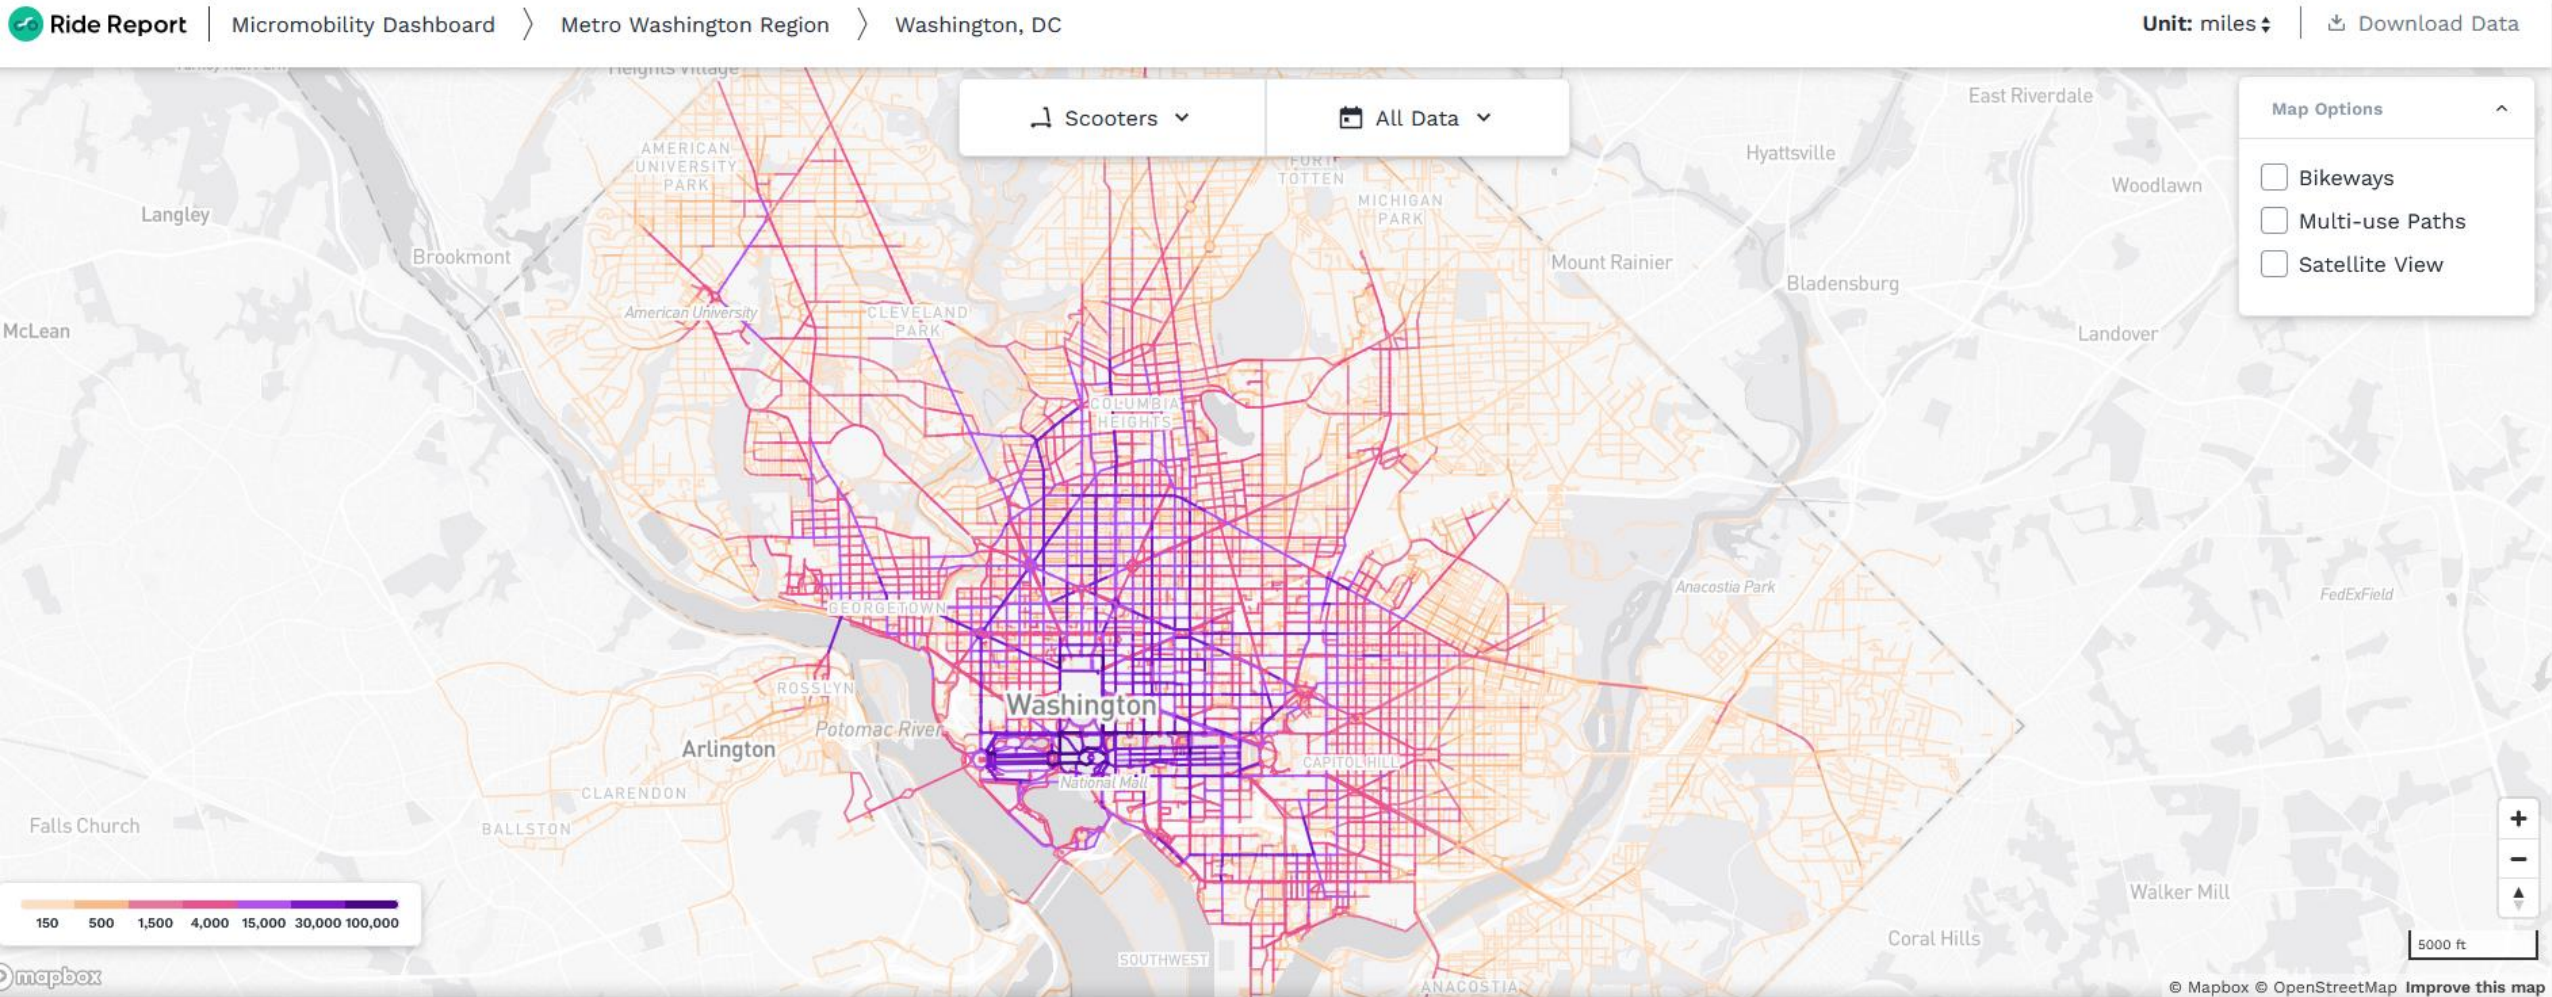 Ride Report
Micromobility Dashboard
Metro Washington Region
Washington, DC
Unit: miles
Download Data
Heights Village
Scooters
All Data
Map Options
Bikeways
Multi-use Paths
Satellite View
East Riverdale
Hyattsville
Woodlawn
AMERICAN
UNIVERSITY
PARK
FORT
TOTTEN
MICHIGAN
PARK
Langley
Brookmont
Mount Rainier
Bladensburg
American University
CLEVELAND
PARK
McLean
Landover
COLUMBIA
HEIGHTS
Anacostia Park
FedExField
GEORGETOWN
ROSSLYN
Washington
Potomac River
Arlington
CAPITOL HILL
National Mall
CLARENDON
Falls Church
BALLSTON
Walker Mill
150 500 1,500 4,000 15,000 30,000 100,000
Coral Hills
5000 ft
SOUTHWEST
mapbox
ANACOSTIA
© Mapbox © OpenStreetMap Improve this map